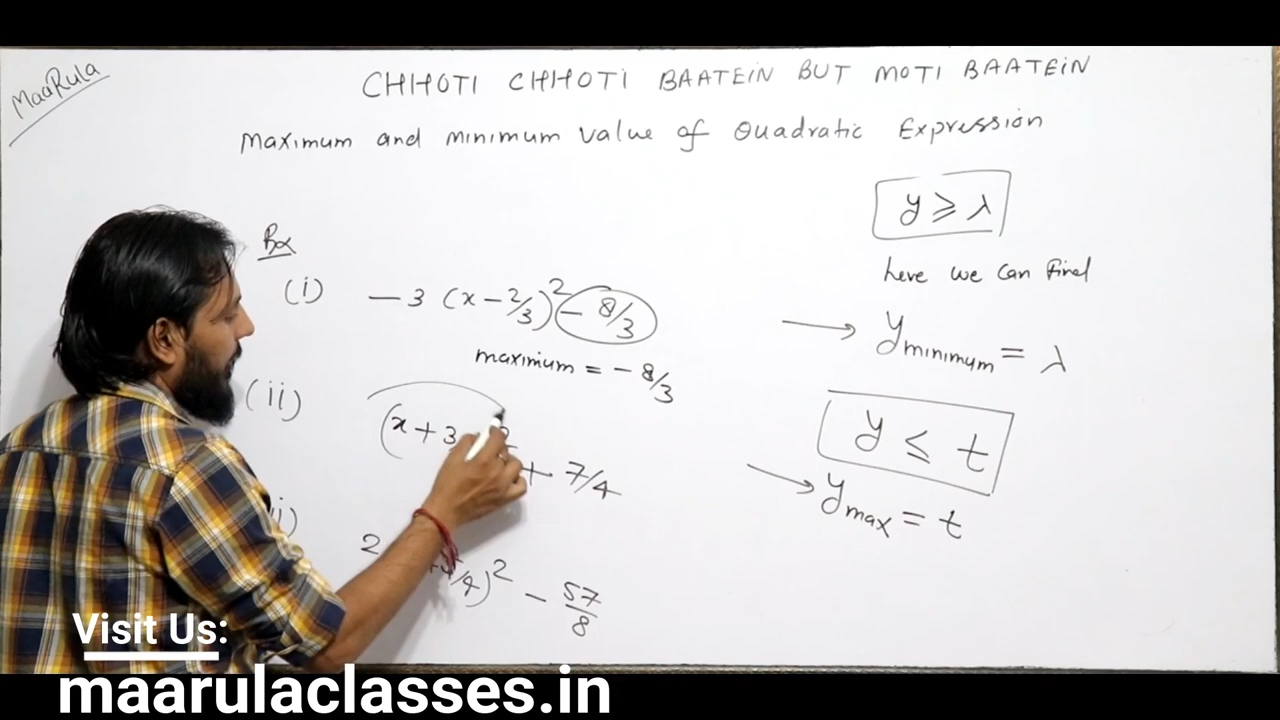 MaaRula
CHHOTI CHHOTI BAATEIN BUT MOTI BAATEIN
Maximum and minimum value of Quadratic Expression
y ⩾ λ
here we can find
→ y minimum = λ
y ≤ t
→ y max = t
(i) - 3 (x - 2/3)² - 8/3
maximum = - 8/3
(ii) (x + 3 + 7/4
2 /4)² - 57/8
Visit Us:
maarulaclasses.in